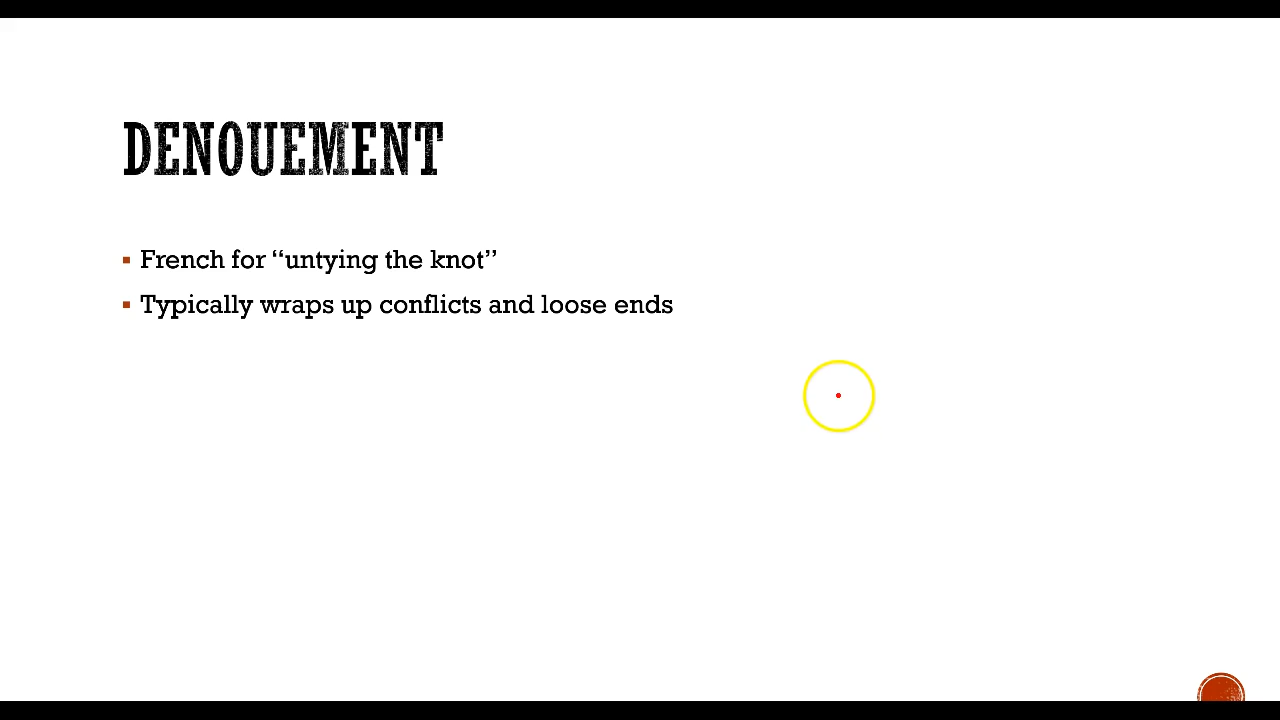 DENOUEMENT
▪ French for “untying the knot”
▪ Typically wraps up conflicts and loose ends